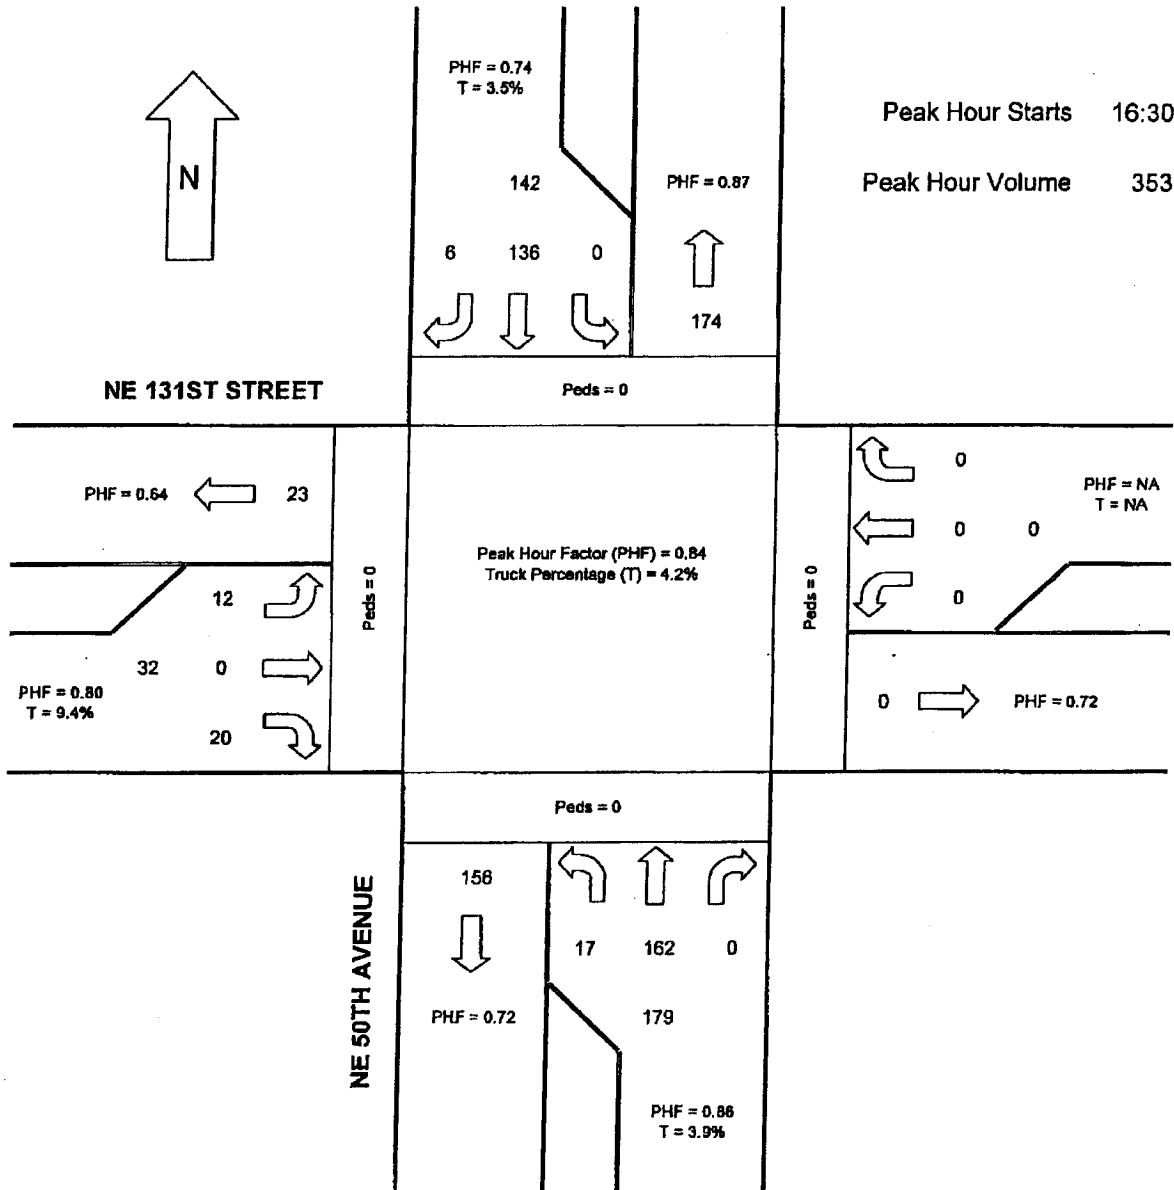 PHF = 0.74
T = 3.5%
Peak Hour Starts 16:30
N
142
PHF = 0.87
Peak Hour Volume 353
6 136 0
174
NE 131ST STREET
Peds = 0
PHF = 0.64 23
0
PHF = NA
T = NA
0 0
0
Peak Hour Factor (PHF) = 0.84
Truck Percentage (T) = 4.2%
Peds = 0
Peds = 0
12
32 0
PHF = 0.80
T = 9.4%
20
0 PHF = 0.72
Peds = 0
156
17 162 0
NE 50TH AVENUE
PHF = 0.72
179
PHF = 0.86
T = 3.9%